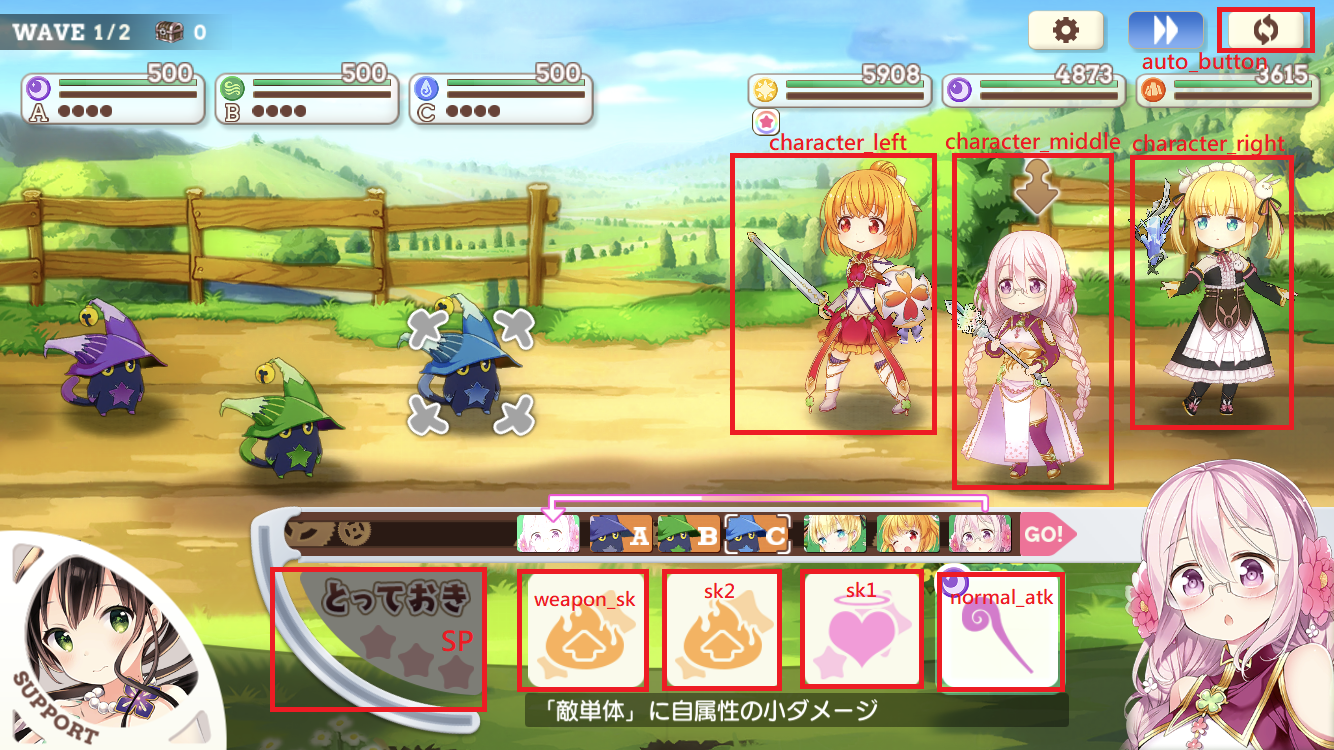 WAVE 1/2
0
auto_button
500
500
500
5908
4873
3615
A
B
C
character_left
character_middle
character_right
A
B
C
GO!
とっておき
SP
weapon_sk
sk2
sk1
normal_atk
SUPPORT
「敵単体」に自属性の小ダメージ